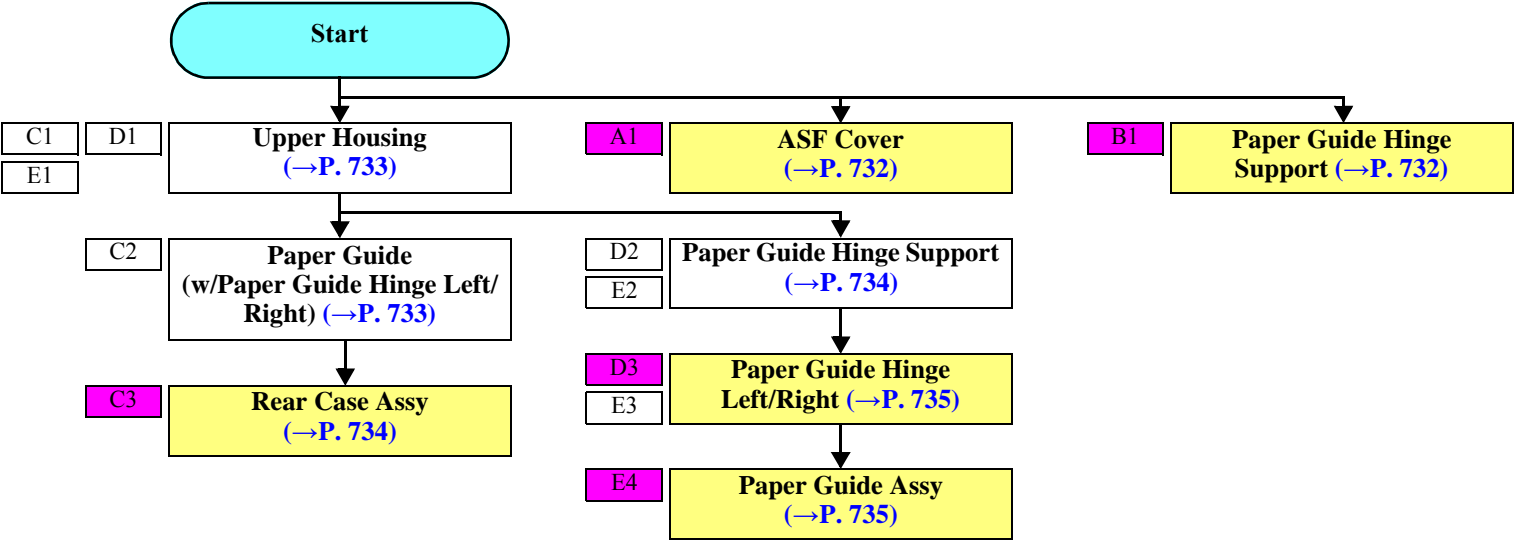 Start
C1
D1
E1
Upper Housing
(→P. 733)
A1
ASF Cover
(→P. 732)
B1
Paper Guide Hinge
Support (→P. 732)
C2
Paper Guide
(w/Paper Guide Hinge Left/
Right) (→P. 733)
D2
E2
Paper Guide Hinge Support
(→P. 734)
C3
Rear Case Assy
(→P. 734)
D3
E3
Paper Guide Hinge
Left/Right (→P. 735)
E4
Paper Guide Assy
(→P. 735)